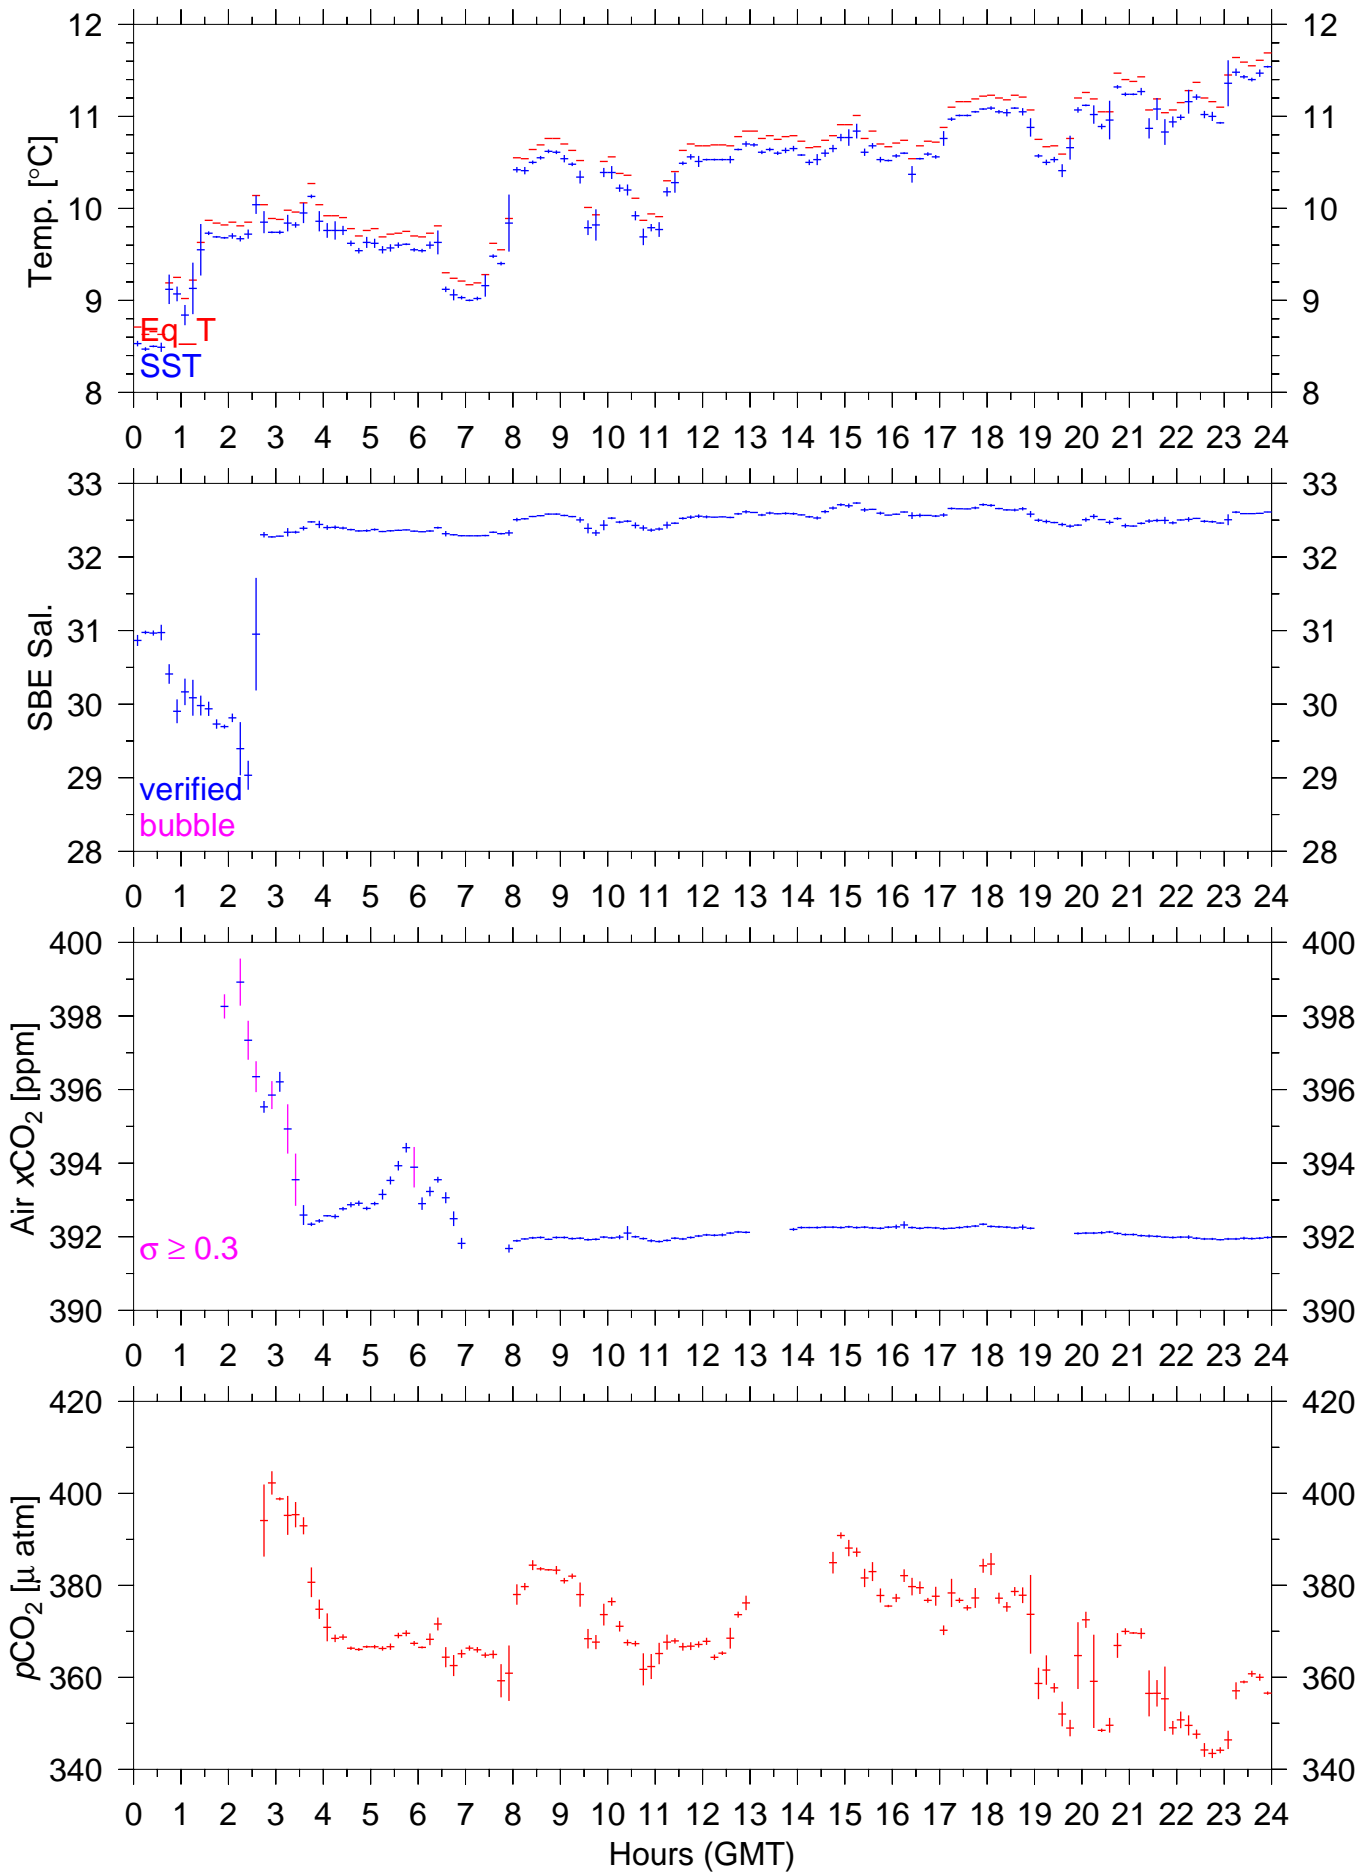 12 12
11 11
Temp. [°C]
10 10
9 9
Eq_T
SST
8 8
0 1 2 3 4 5 6 7 8 9 10 11 12 13 14 15 16 17 18 19 20 21 22 23 24
33 33
32 32
SBE Sal.
31 31
30 30
29 29
verified
bubble
28 28
0 1 2 3 4 5 6 7 8 9 10 11 12 13 14 15 16 17 18 19 20 21 22 23 24
400 400
398 398
Air xCO₂ [ppm]
396 396
394 394
392 392
σ ≥ 0.3
390 390
0 1 2 3 4 5 6 7 8 9 10 11 12 13 14 15 16 17 18 19 20 21 22 23 24
420 420
400 400
pCO₂ [μ atm]
380 380
360 360
340 340
0 1 2 3 4 5 6 7 8 9 10 11 12 13 14 15 16 17 18 19 20 21 22 23 24
Hours (GMT)